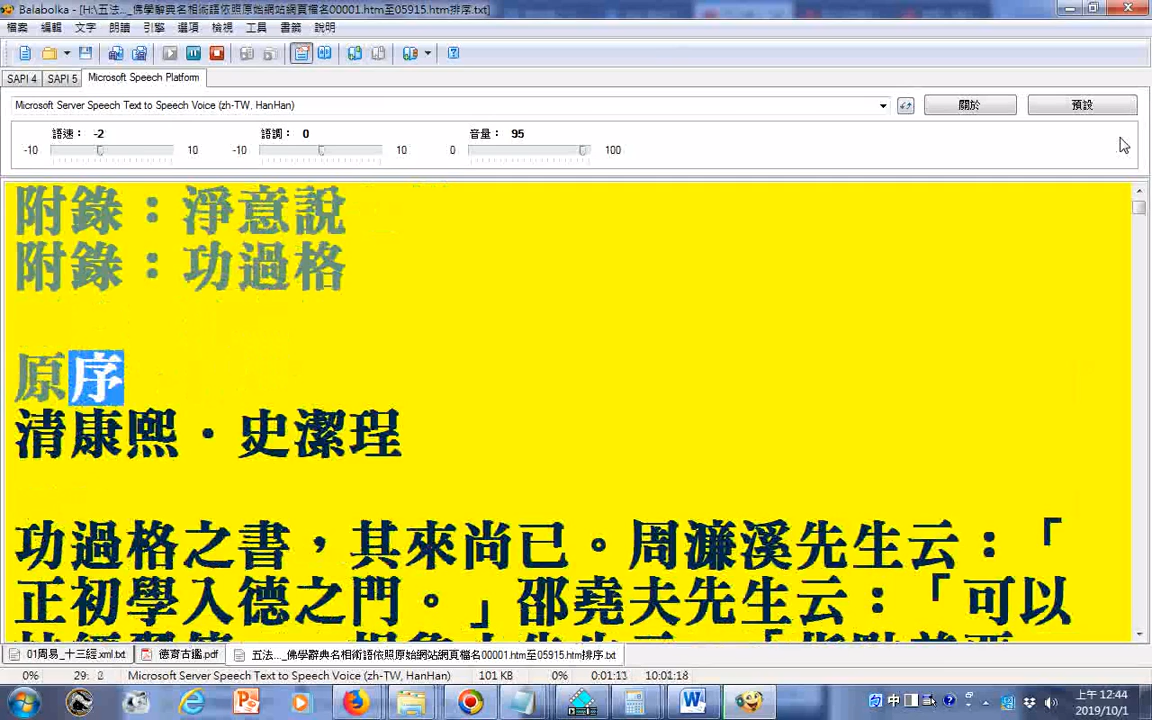 Balabolka - [H:\五法..._佛學辭典名相術語依照原始網站網頁檔名00001.htm至05915.htm排序.txt]
檔案 編輯 文字 朗讀 引擎 選項 檢視 工具 書籤 說明
SAPI 4 SAPI 5 Microsoft Speech Platform
Microsoft Server Speech Text to Speech Voice (zh-TW, HanHan) 關於 預設
語速： -2 語調： 0 音量： 95
-10 10 -10 10 0 100
附錄：淨意說
附錄：功過格
原序
清康熙·史潔珵
功過格之書，其來尚已。周濂溪先生云：「
正初學入德之門。」邵堯夫先生云：「可以
01周易_十三經.xml.txt 德育古鑑.pdf 五法..._佛學辭典名相術語依照原始網站網頁檔名00001.htm至05915.htm排序.txt
0% 29: 2 Microsoft Server Speech Text to Speech Voice (zh-TW, HanHan) 101 KB 0% 0:01:13 10:01:18
中 上午 12:44
2019/10/1